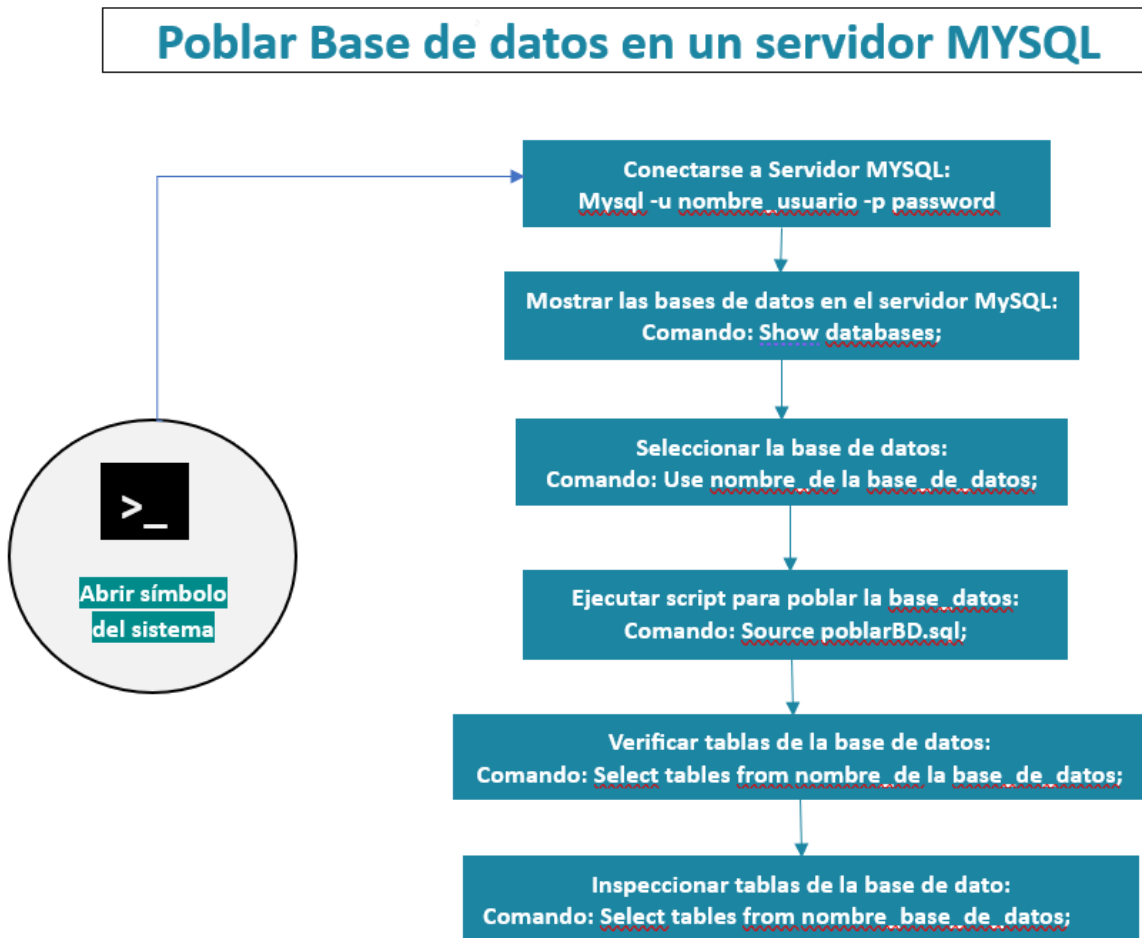 Poblar Base de datos en un servidor MYSQL
Conectarse a Servidor MYSQL:
Mysql -u nombre_usuario -p password
Mostrar las bases de datos en el servidor MySQL:
Comando: Show databases;
Seleccionar la base de datos:
Comando: Use nombre_de la base_de_datos;
>_
Abrir símbolo
del sistema
Ejecutar script para poblar la base_datos:
Comando: Source poblarBD.sql;
Verificar tablas de la base de datos:
Comando: Select tables from nombre_de la base_de_datos;
Inspeccionar tablas de la base de dato:
Comando: Select tables from nombre_base_de_datos;